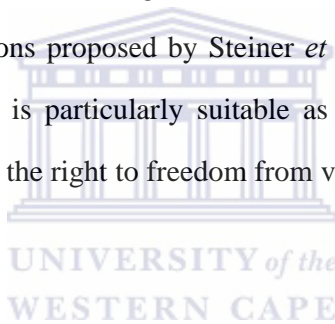 ons proposed by Steiner et
is particularly suitable as
the right to freedom from v
UNIVERSITY of the
WESTERN CAPE